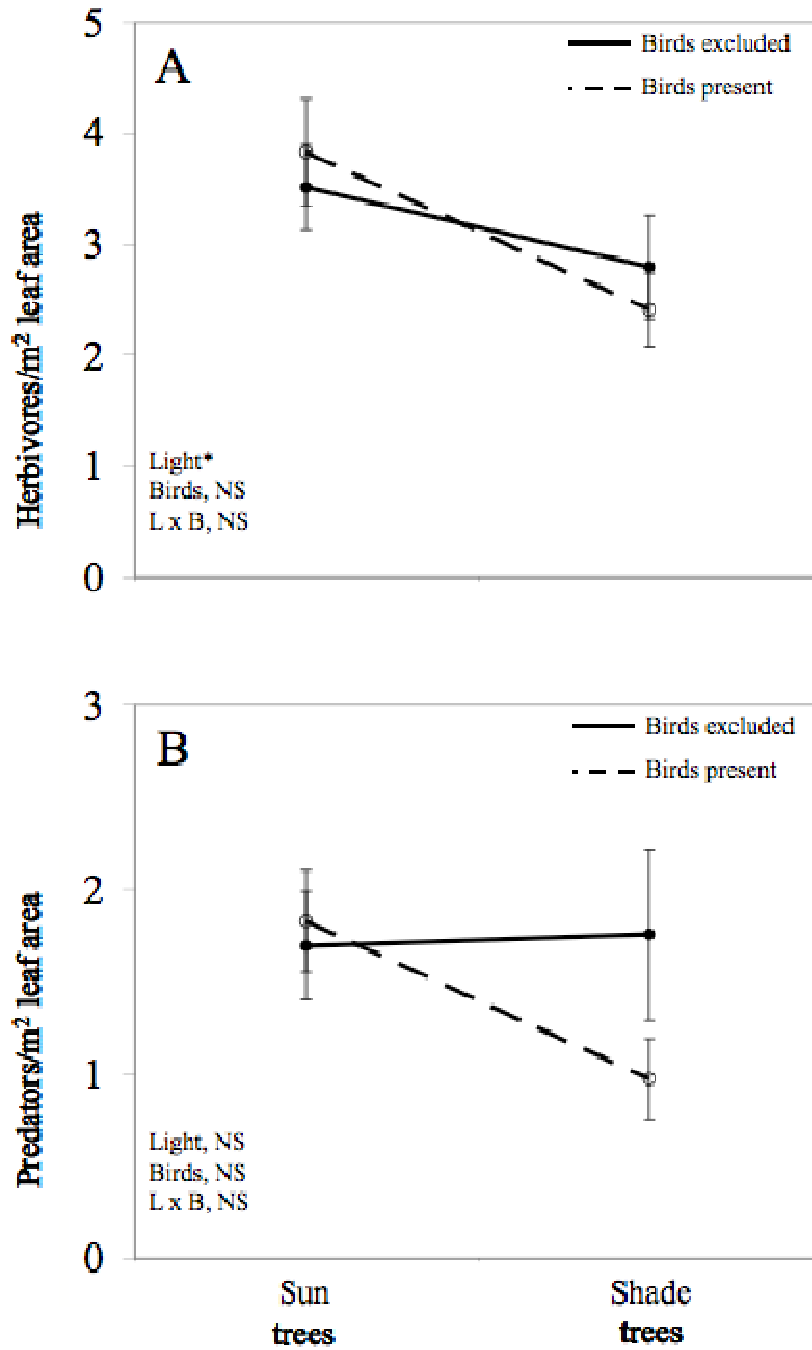 5
A
Birds excluded
Birds present
4
3
2
1
0
Herbivores/m² leaf area
Light*
Birds, NS
L x B, NS
3
B
Birds excluded
Birds present
2
1
0
Predators/m² leaf area
Light, NS
Birds, NS
L x B, NS
Sun
trees
Shade
trees